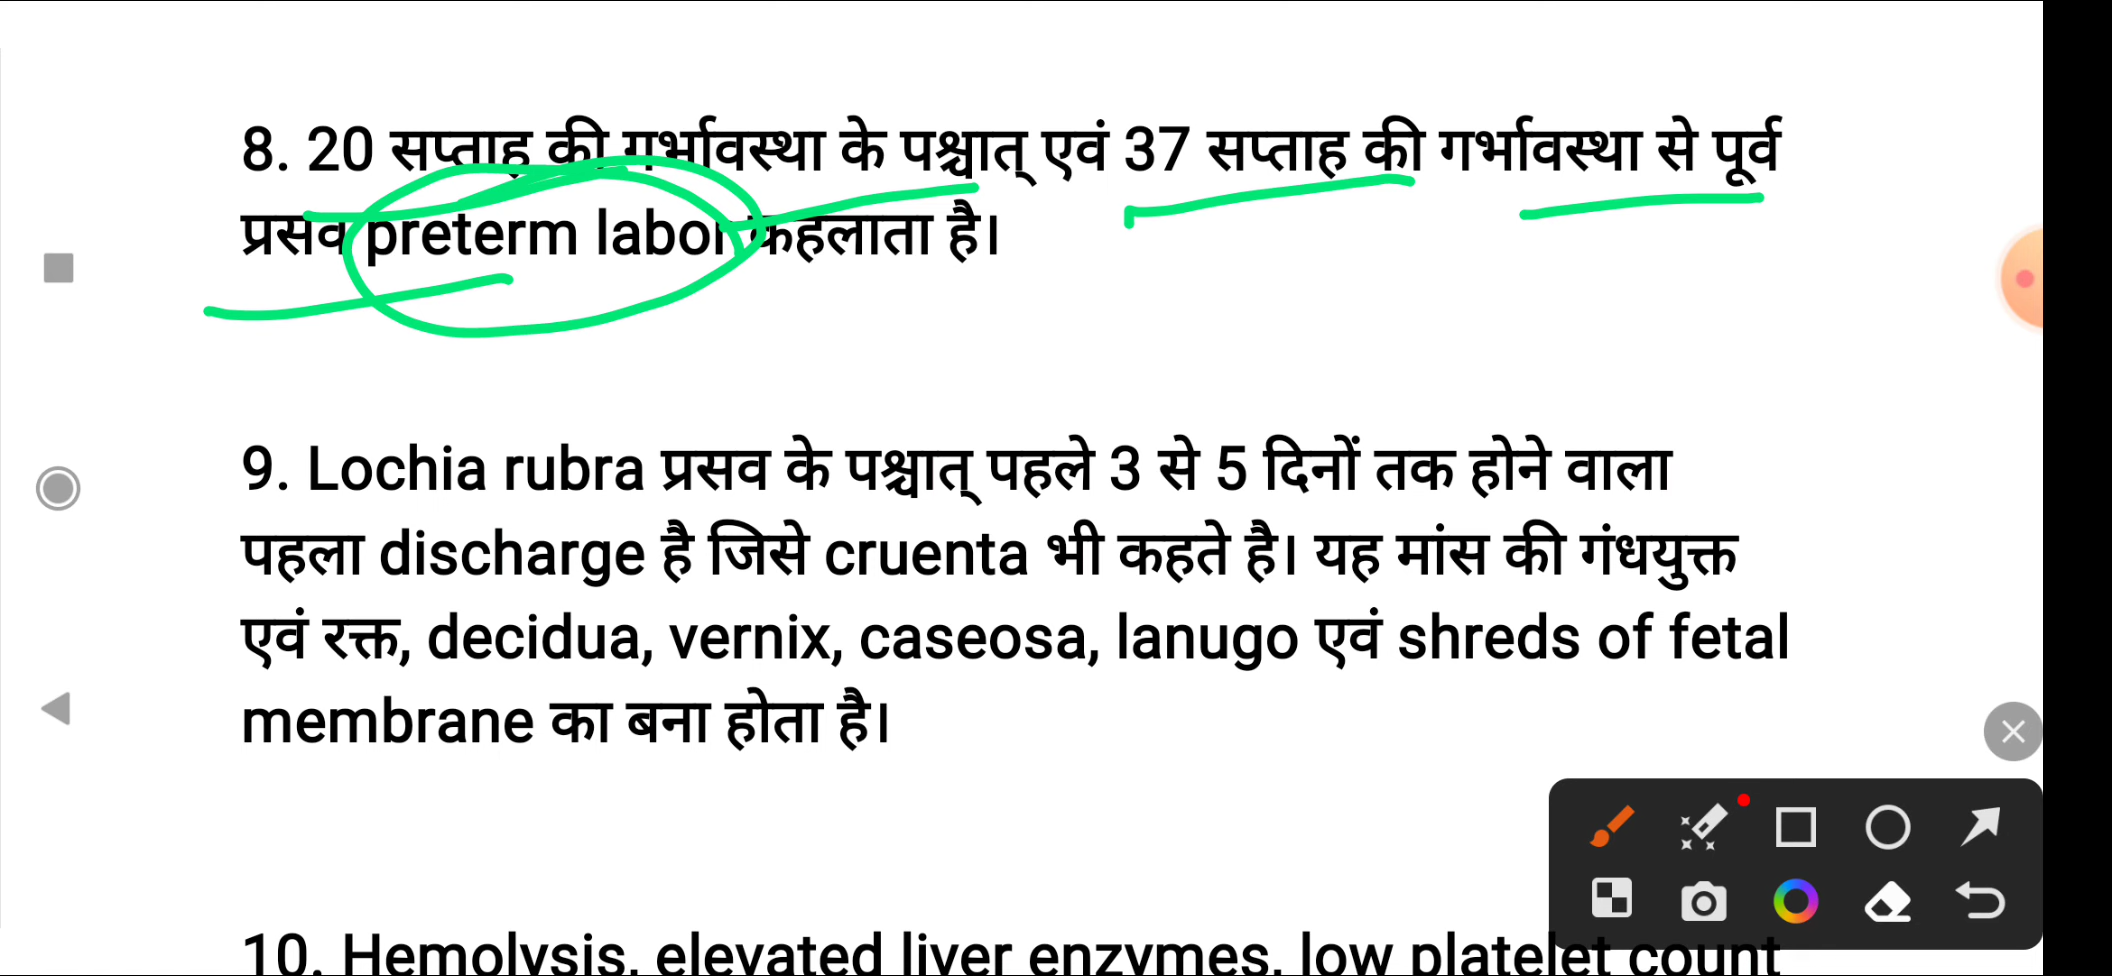 8. 20 सप्ताह की गर्भावस्था के पश्चात् एवं 37 सप्ताह की गर्भावस्था से पूर्व
प्रसव preterm labor कहलाता है।
9. Lochia rubra प्रसव के पश्चात् पहले 3 से 5 दिनों तक होने वाला
पहला discharge है जिसे cruenta भी कहते है। यह मांस की गंधयुक्त
एवं रक्त, decidua, vernix, caseosa, lanugo एवं shreds of fetal
membrane का बना होता है।
10. Hemolysis, elevated liver enzymes, low platelet count